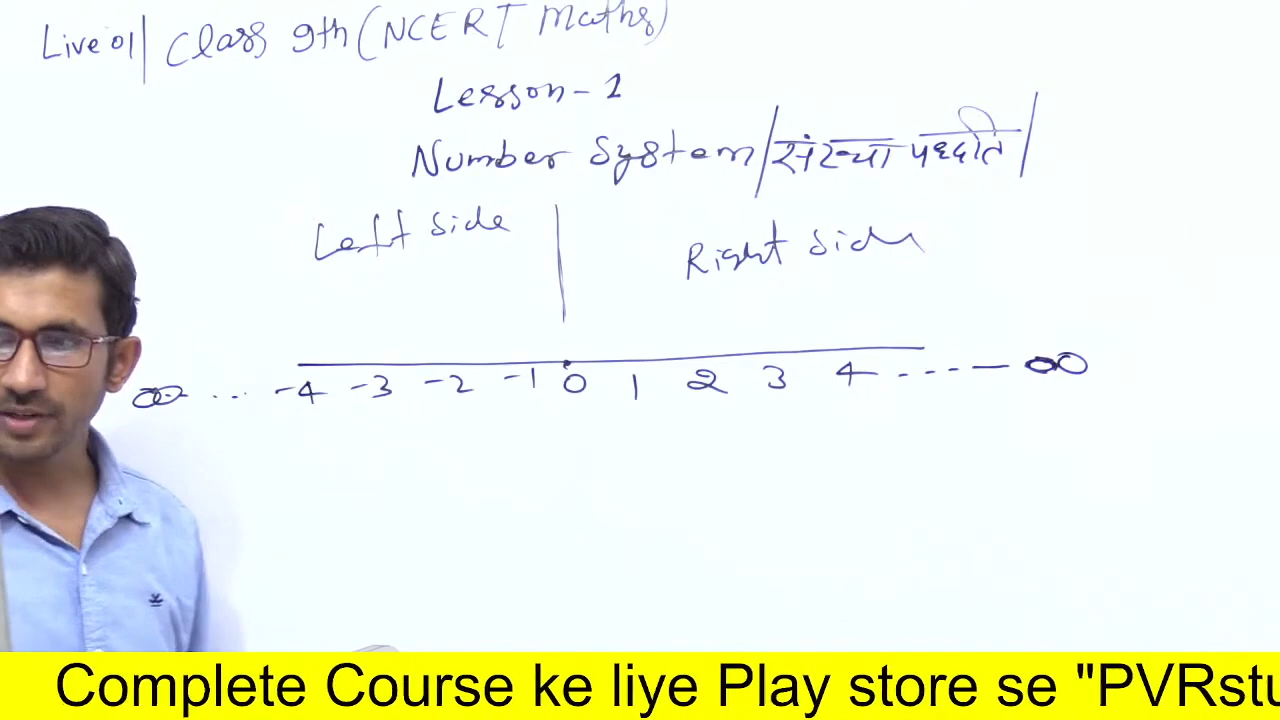 Live 01| Class 9th (NCERT Maths)
Lesson-1
Number System/संख्या पद्धति/
Left Side
Right Side
∞ ... -4 -3 -2 -1 0 1 2 3 4 ----- ∞
Complete Course ke liye Play store se "PVRstu